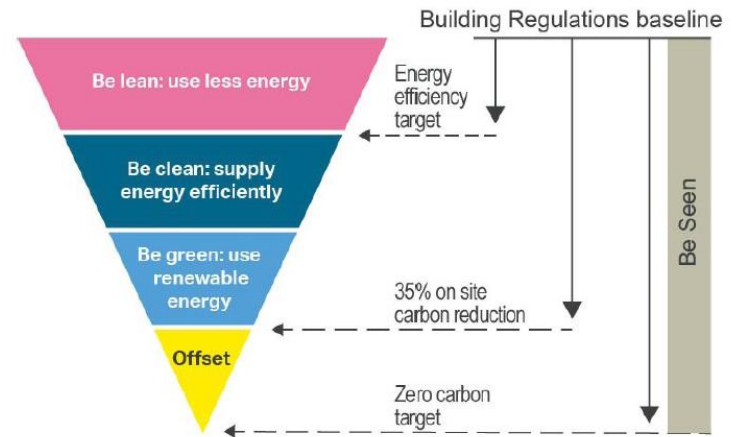 Building Regulations baseline
Be lean: use less energy
Energy
efficiency
target
Be clean: supply
energy efficiently
Be green: use
renewable
energy
35% on site
carbon reduction
Offset
Zero carbon
target
Be Seen